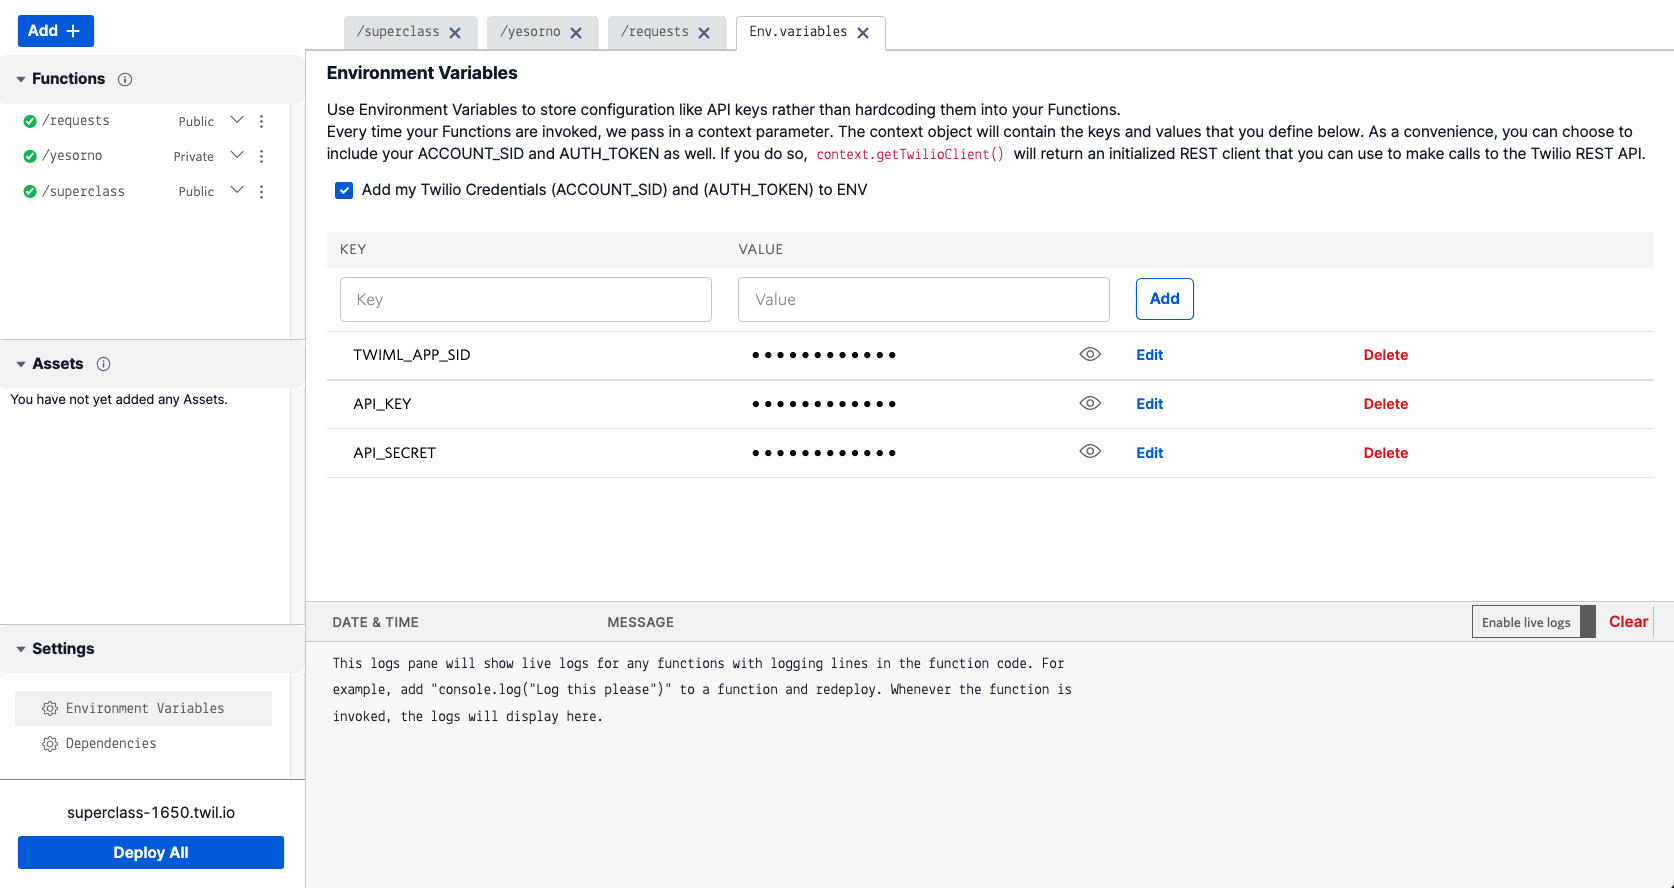 Add +
/superclass
/yesorno
/requests
Env.variables
Functions
/requests Public
/yesorno Private
/superclass Public
Assets
You have not yet added any Assets.
Settings
Environment Variables
Dependencies
superclass-1650.twil.io
Deploy All
Environment Variables
Use Environment Variables to store configuration like API keys rather than hardcoding them into your Functions.
Every time your Functions are invoked, we pass in a context parameter. The context object will contain the keys and values that you define below. As a convenience, you can choose to
include your ACCOUNT_SID and AUTH_TOKEN as well. If you do so, context.getTwilioClient() will return an initialized REST client that you can use to make calls to the Twilio REST API.
Add my Twilio Credentials (ACCOUNT_SID) and (AUTH_TOKEN) to ENV
KEY VALUE
Key Value Add
TWIML_APP_SID •••••••••••• Edit Delete
API_KEY •••••••••••• Edit Delete
API_SECRET •••••••••••• Edit Delete
DATE & TIME MESSAGE Enable live logs Clear
This logs pane will show live logs for any functions with logging lines in the function code. For
example, add "console.log("Log this please")" to a function and redeploy. Whenever the function is
invoked, the logs will display here.